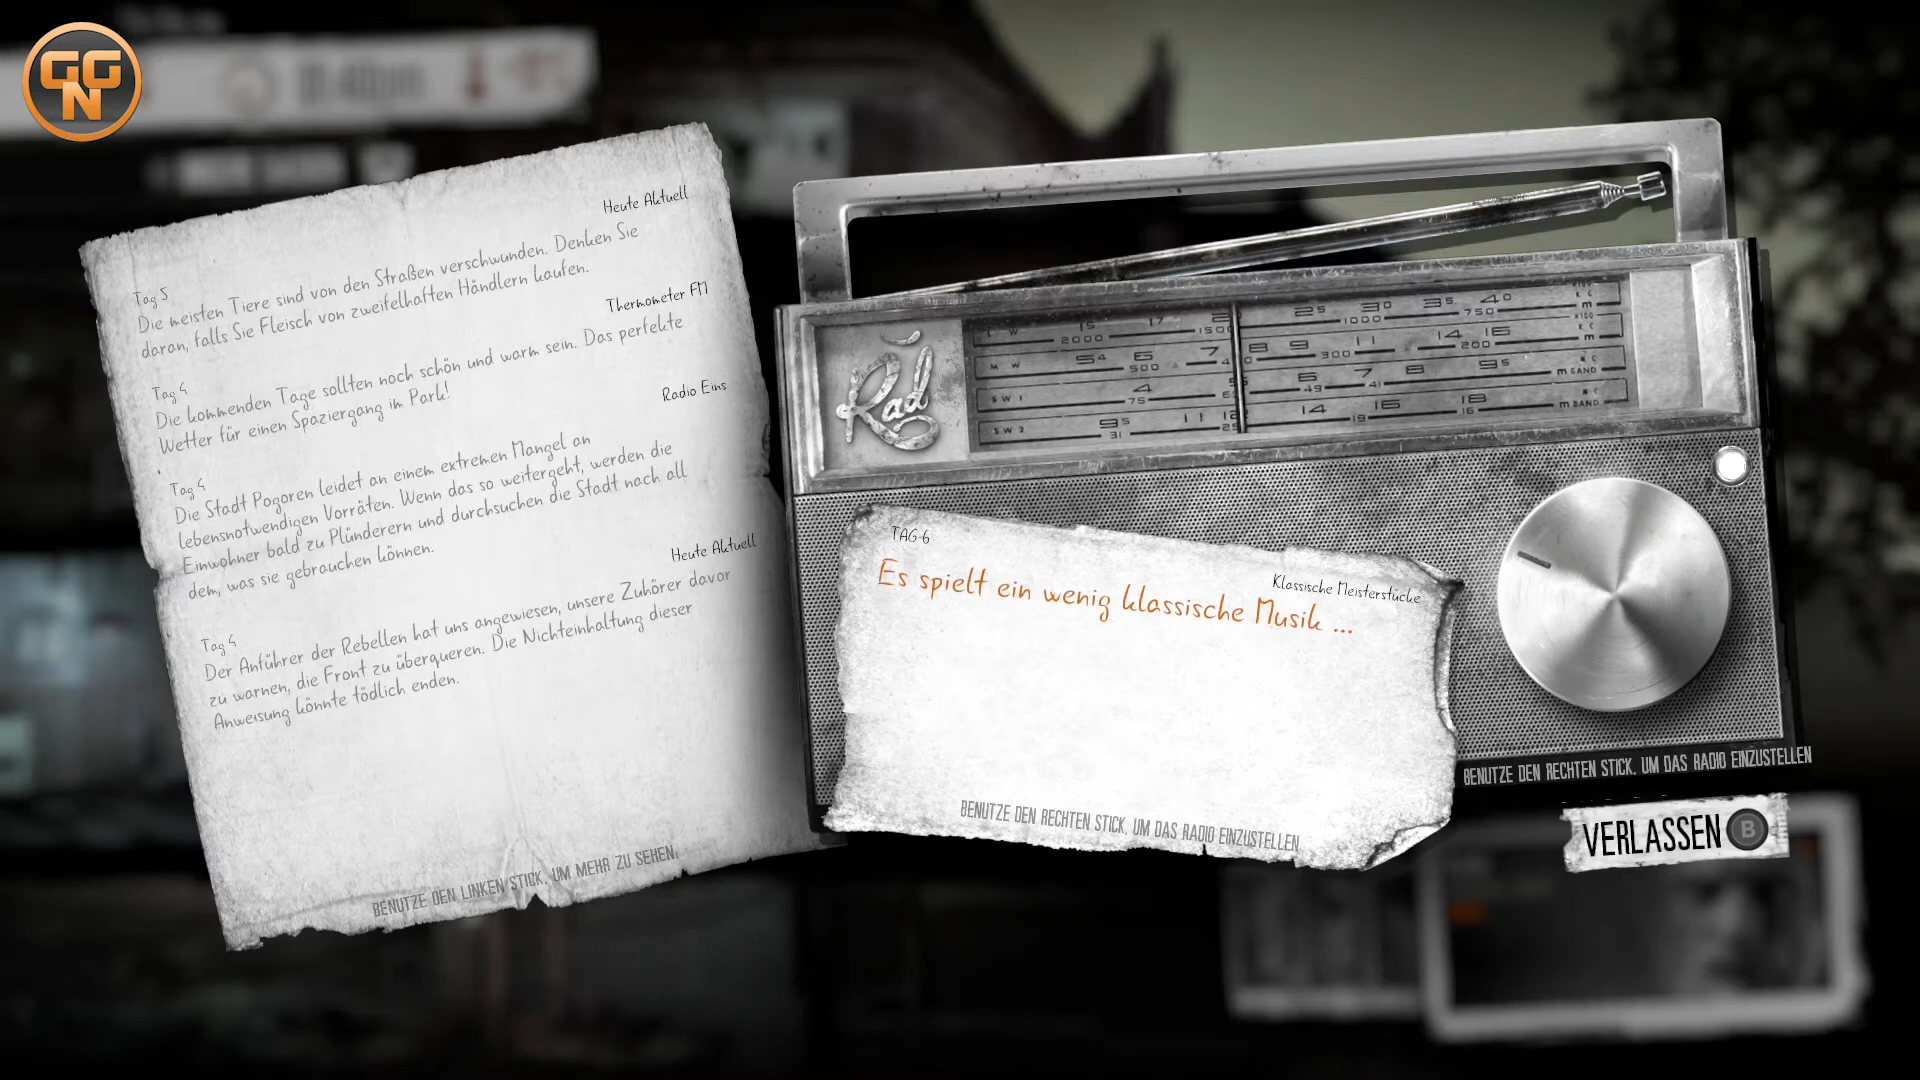 GGN
Heute Aktuell
Tag 5
Die meisten Tiere sind von den Straßen verschwunden. Denken Sie
daran, falls Sie Fleisch von zweifelhaften Händlern kaufen.
Thermometer FM
Tag 4
Die kommenden Tage sollten noch schön und warm sein. Das perfekte
Wetter für einen Spaziergang im Park!
Radio Eins
Tag 4
Die Stadt Pogoren leidet an einem extremen Mangel an
lebensnotwendigen Vorräten. Wenn das so weitergeht, werden die
Einwohner bald zu Plünderern und durchsuchen die Stadt nach all
dem, was sie gebrauchen können.
Heute Aktuell
Tag 4
Der Anführer der Rebellen hat uns angewiesen, unsere Zuhörer davor
zu warnen, die Front zu überqueren. Die Nichteinhaltung dieser
Anweisung könnte tödlich enden.
BENUTZE DEN LINKEN STICK, UM MEHR ZU SEHEN.
Rad
TAG 6
Klassische Meisterstücke
Es spielt ein wenig klassische Musik ...
BENUTZE DEN RECHTEN STICK, UM DAS RADIO EINZUSTELLEN
BENUTZE DEN RECHTEN STICK, UM DAS RADIO EINZUSTELLEN
VERLASSEN B